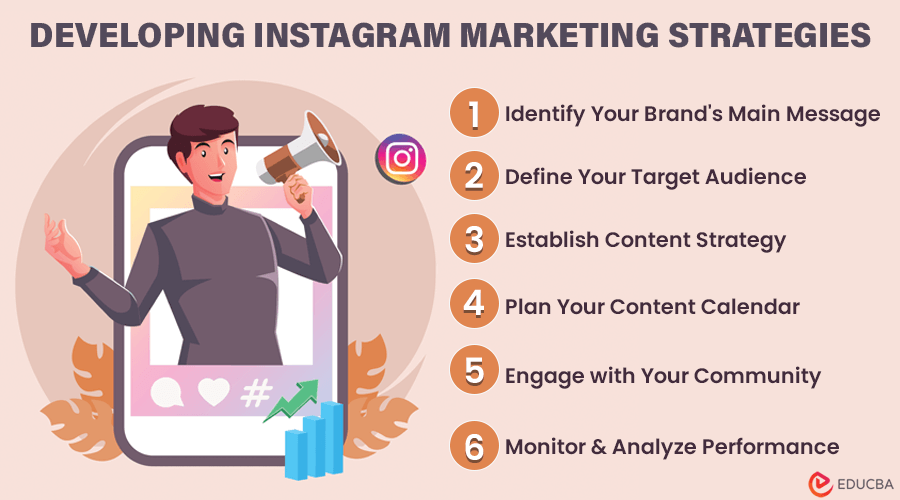 DEVELOPING INSTAGRAM MARKETING STRATEGIES
1 Identify Your Brand's Main Message
2 Define Your Target Audience
3 Establish Content Strategy
4 Plan Your Content Calendar
5 Engage with Your Community
6 Monitor & Analyze Performance
#
EDUCBA